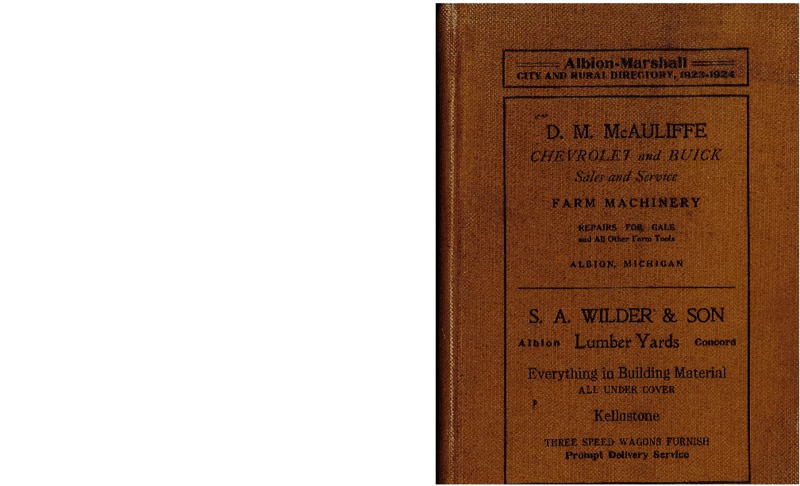 Albion-Marshall
CITY AND RURAL DIRECTORY, 1923-1924
D. M. McAULIFFE
CHEVROLET and BUICK
Sales and Service
FARM MACHINERY
REPAIRS FOR GALE
and All Other Farm Tools
ALBION, MICHIGAN
S. A. WILDER & SON
Albion Lumber Yards Concord
Everything in Building Material
ALL UNDER COVER
Kellastone
THREE SPEED WAGONS FURNISH
Prompt Delivery Service